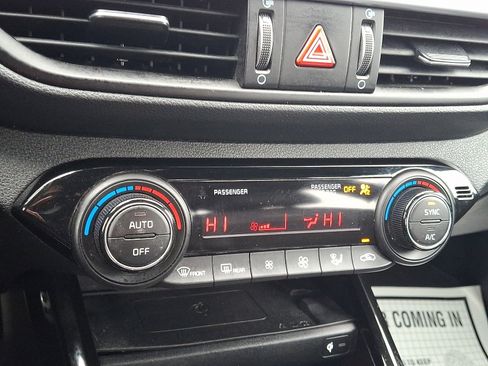 PASSENGER
PASSENGER
OFF
HI
HI
AUTO
OFF
SYNC
A/C
FRONT
REAR
COMING IN